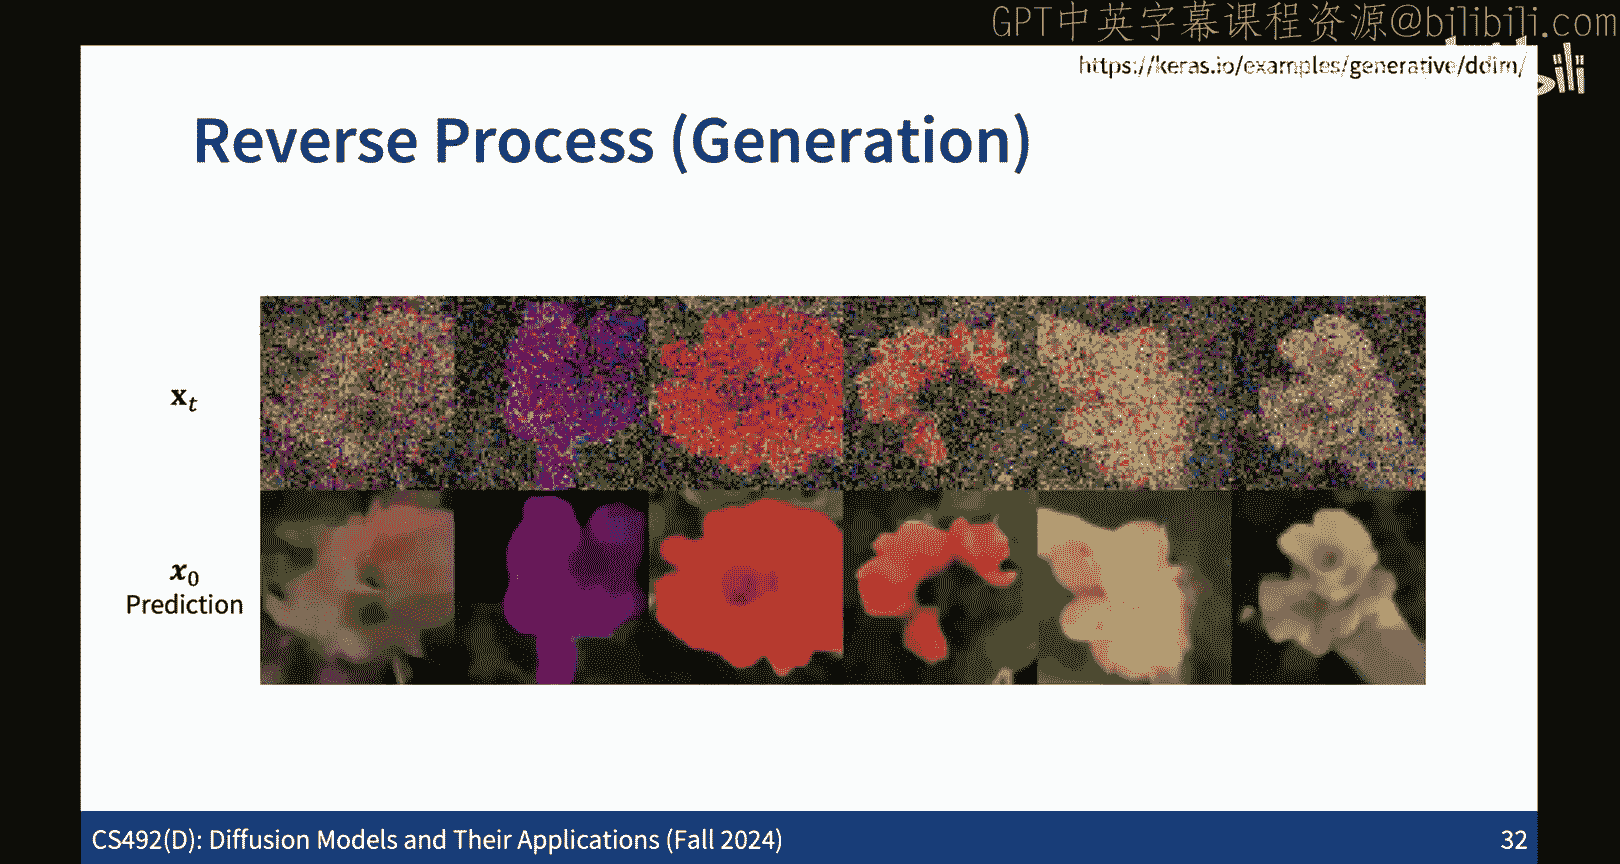 GPT中英字幕课程资源@bilibili.com
https://keras.io/examples/generative/ddim/
Reverse Process (Generation)
x_t
x_0
Prediction
CS492(D): Diffusion Models and Their Applications (Fall 2024)
32